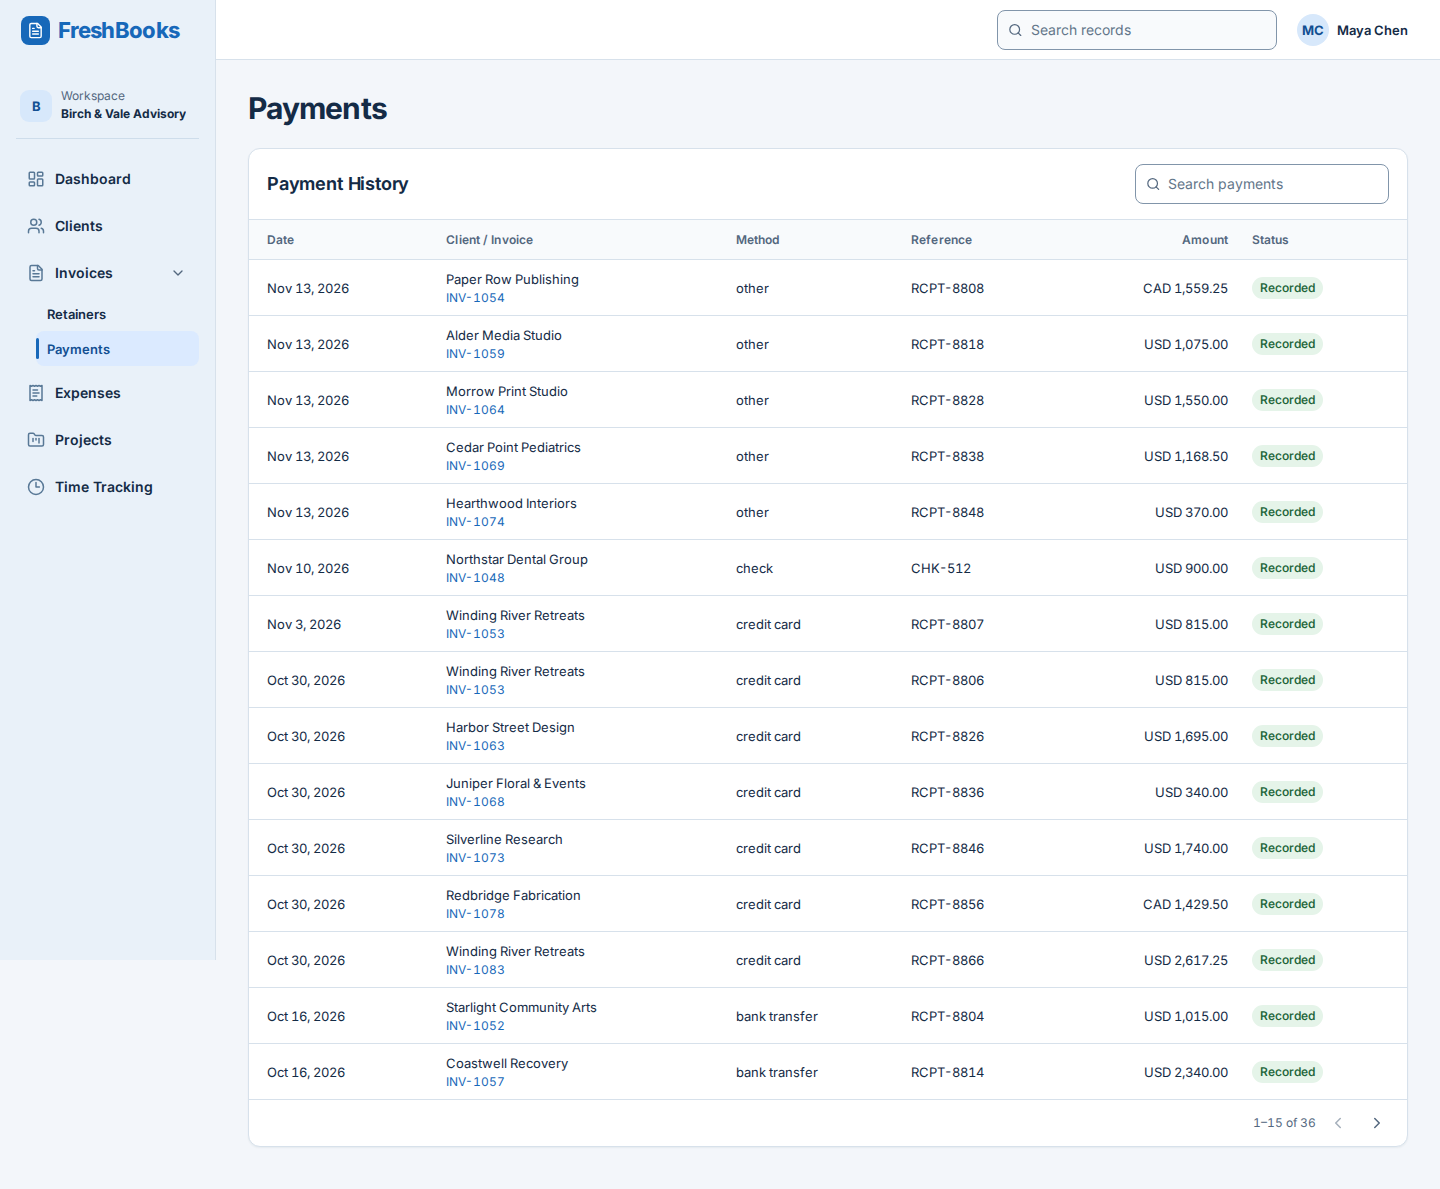 FreshBooks
Search records
MC Maya Chen
B
Workspace
Birch & Vale Advisory
Dashboard
Clients
Invoices
Retainers
Payments
Expenses
Projects
Time Tracking
Payments
Payment History
Search payments
Date Client / Invoice Method Reference Amount Status
Nov 13, 2026 Paper Row Publishing INV-1054 other RCPT-8808 CAD 1,559.25 Recorded
Nov 13, 2026 Alder Media Studio INV-1059 other RCPT-8818 USD 1,075.00 Recorded
Nov 13, 2026 Morrow Print Studio INV-1064 other RCPT-8828 USD 1,550.00 Recorded
Nov 13, 2026 Cedar Point Pediatrics INV-1069 other RCPT-8838 USD 1,168.50 Recorded
Nov 13, 2026 Hearthwood Interiors INV-1074 other RCPT-8848 USD 370.00 Recorded
Nov 10, 2026 Northstar Dental Group INV-1048 check CHK-512 USD 900.00 Recorded
Nov 3, 2026 Winding River Retreats INV-1053 credit card RCPT-8807 USD 815.00 Recorded
Oct 30, 2026 Winding River Retreats INV-1053 credit card RCPT-8806 USD 815.00 Recorded
Oct 30, 2026 Harbor Street Design INV-1063 credit card RCPT-8826 USD 1,695.00 Recorded
Oct 30, 2026 Juniper Floral & Events INV-1068 credit card RCPT-8836 USD 340.00 Recorded
Oct 30, 2026 Silverline Research INV-1073 credit card RCPT-8846 USD 1,740.00 Recorded
Oct 30, 2026 Redbridge Fabrication INV-1078 credit card RCPT-8856 CAD 1,429.50 Recorded
Oct 30, 2026 Winding River Retreats INV-1083 credit card RCPT-8866 USD 2,617.25 Recorded
Oct 16, 2026 Starlight Community Arts INV-1052 bank transfer RCPT-8804 USD 1,015.00 Recorded
Oct 16, 2026 Coastwell Recovery INV-1057 bank transfer RCPT-8814 USD 2,340.00 Recorded
1–15 of 36